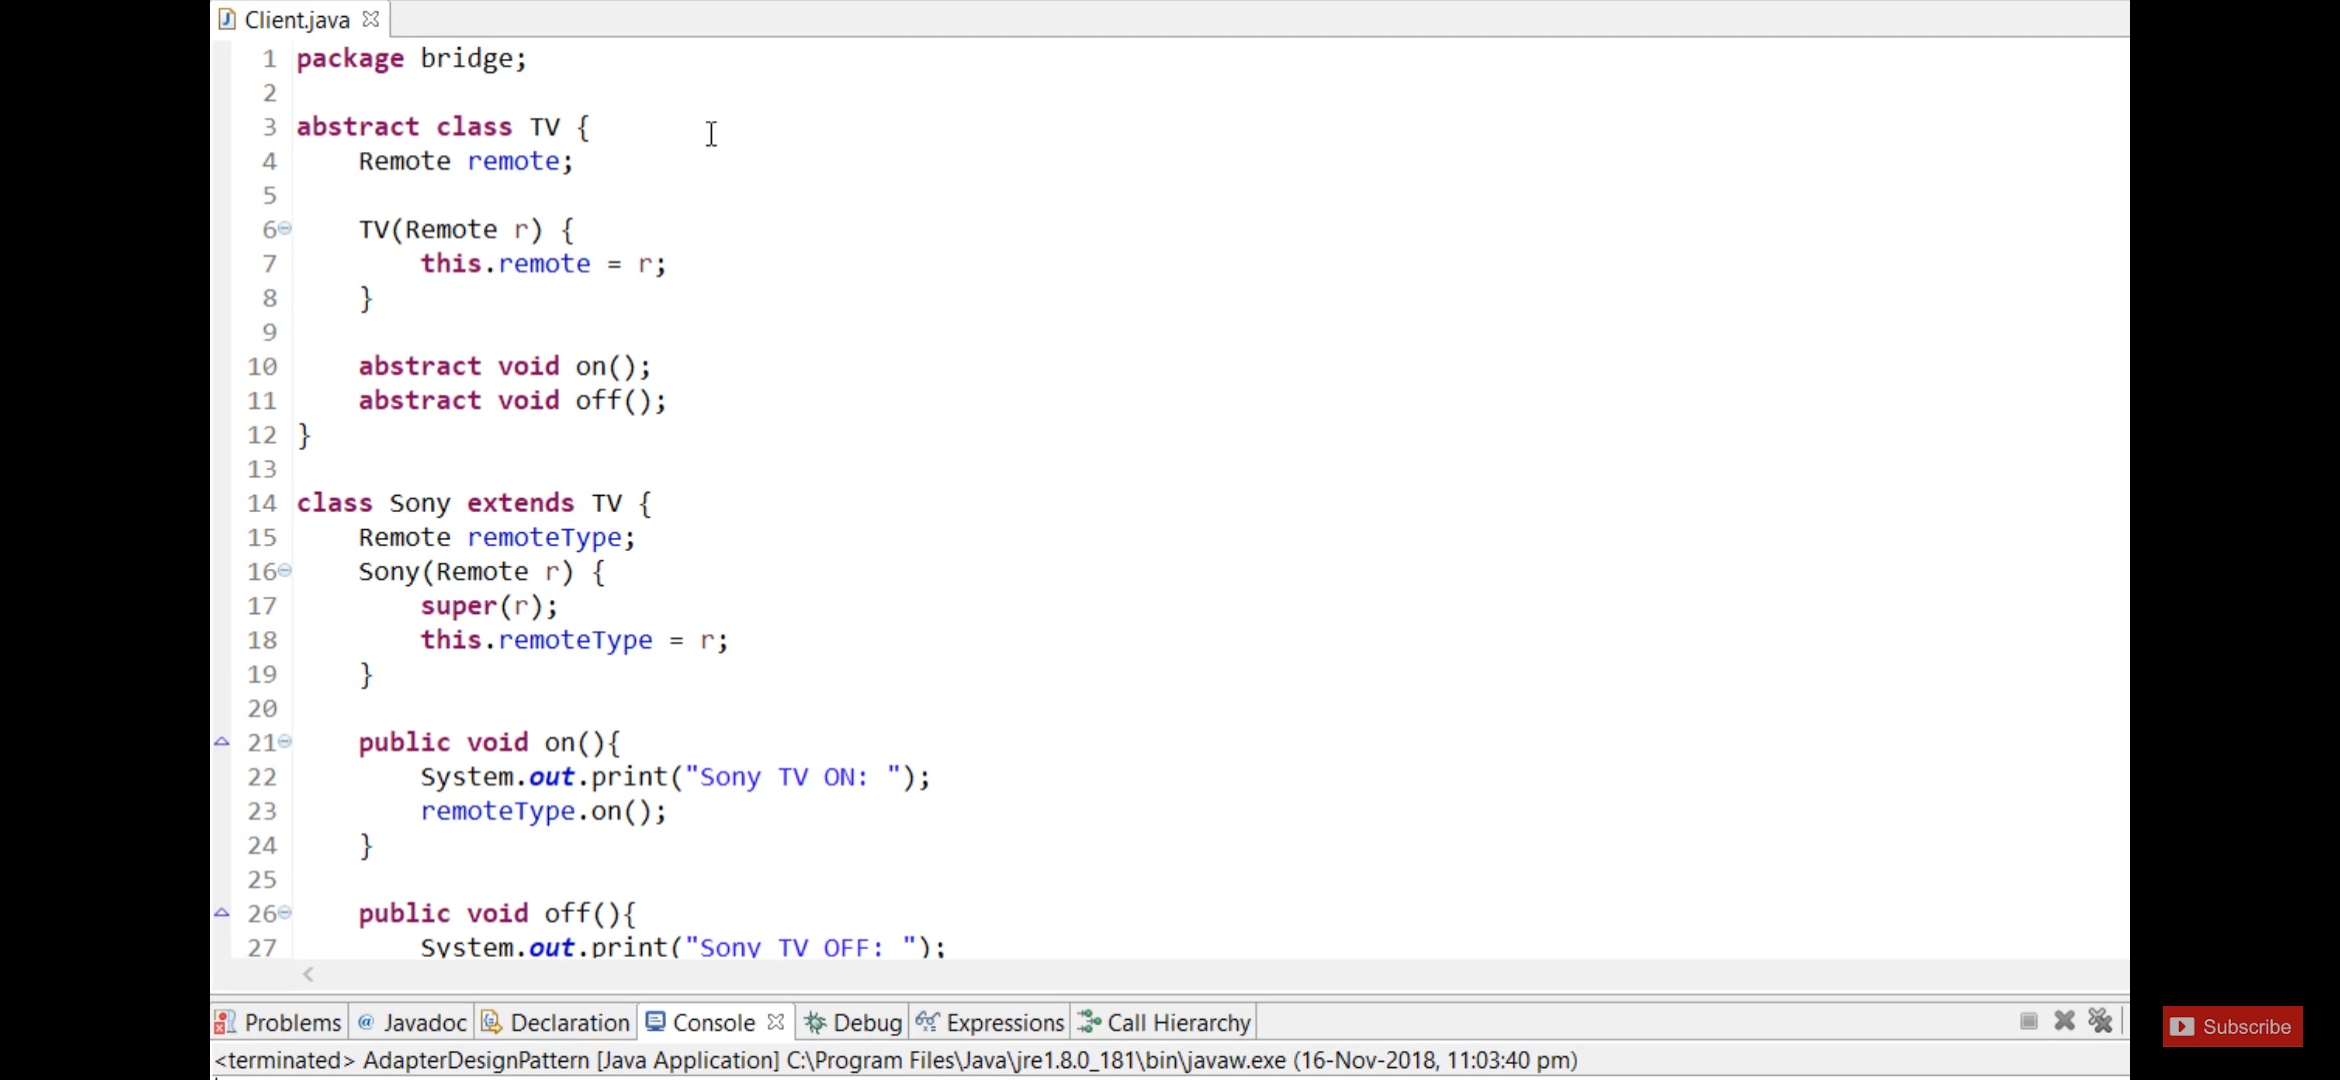 Client.java
1 package bridge;
2
3 abstract class TV {
4     Remote remote;
5
6     TV(Remote r) {
7         this.remote = r;
8     }
9
10     abstract void on();
11     abstract void off();
12 }
13
14 class Sony extends TV {
15     Remote remoteType;
16     Sony(Remote r) {
17         super(r);
18         this.remoteType = r;
19     }
20
21     public void on(){
22         System.out.print("Sony TV ON: ");
23         remoteType.on();
24     }
25
26     public void off(){
27         System.out.print("Sony TV OFF: ");
Problems @ Javadoc Declaration Console Debug Expressions Call Hierarchy
Subscribe
<terminated> AdapterDesignPattern [Java Application] C:\Program Files\Java\jre1.8.0_181\bin\javaw.exe (16-Nov-2018, 11:03:40 pm)